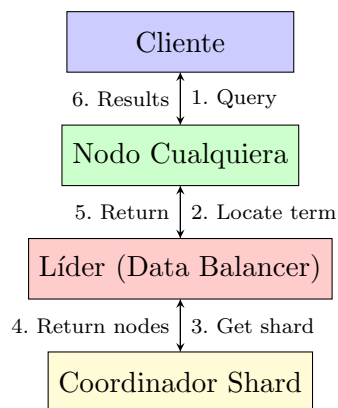 Cliente
6. Results 1. Query
Nodo Cualquiera
5. Return 2. Locate term
Líder (Data Balancer)
4. Return nodes 3. Get shard
Coordinador Shard